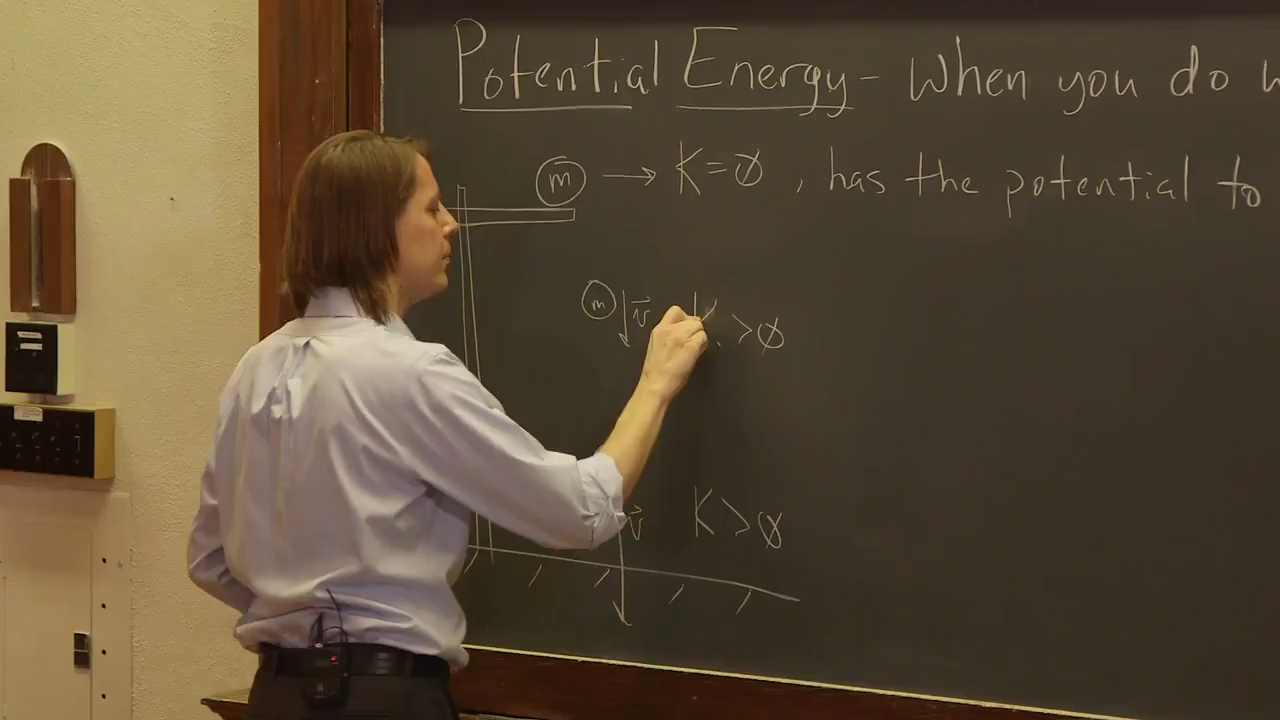 Potential Energy - When you do
m → K=0, has the potential to
m v K >0
v K >0